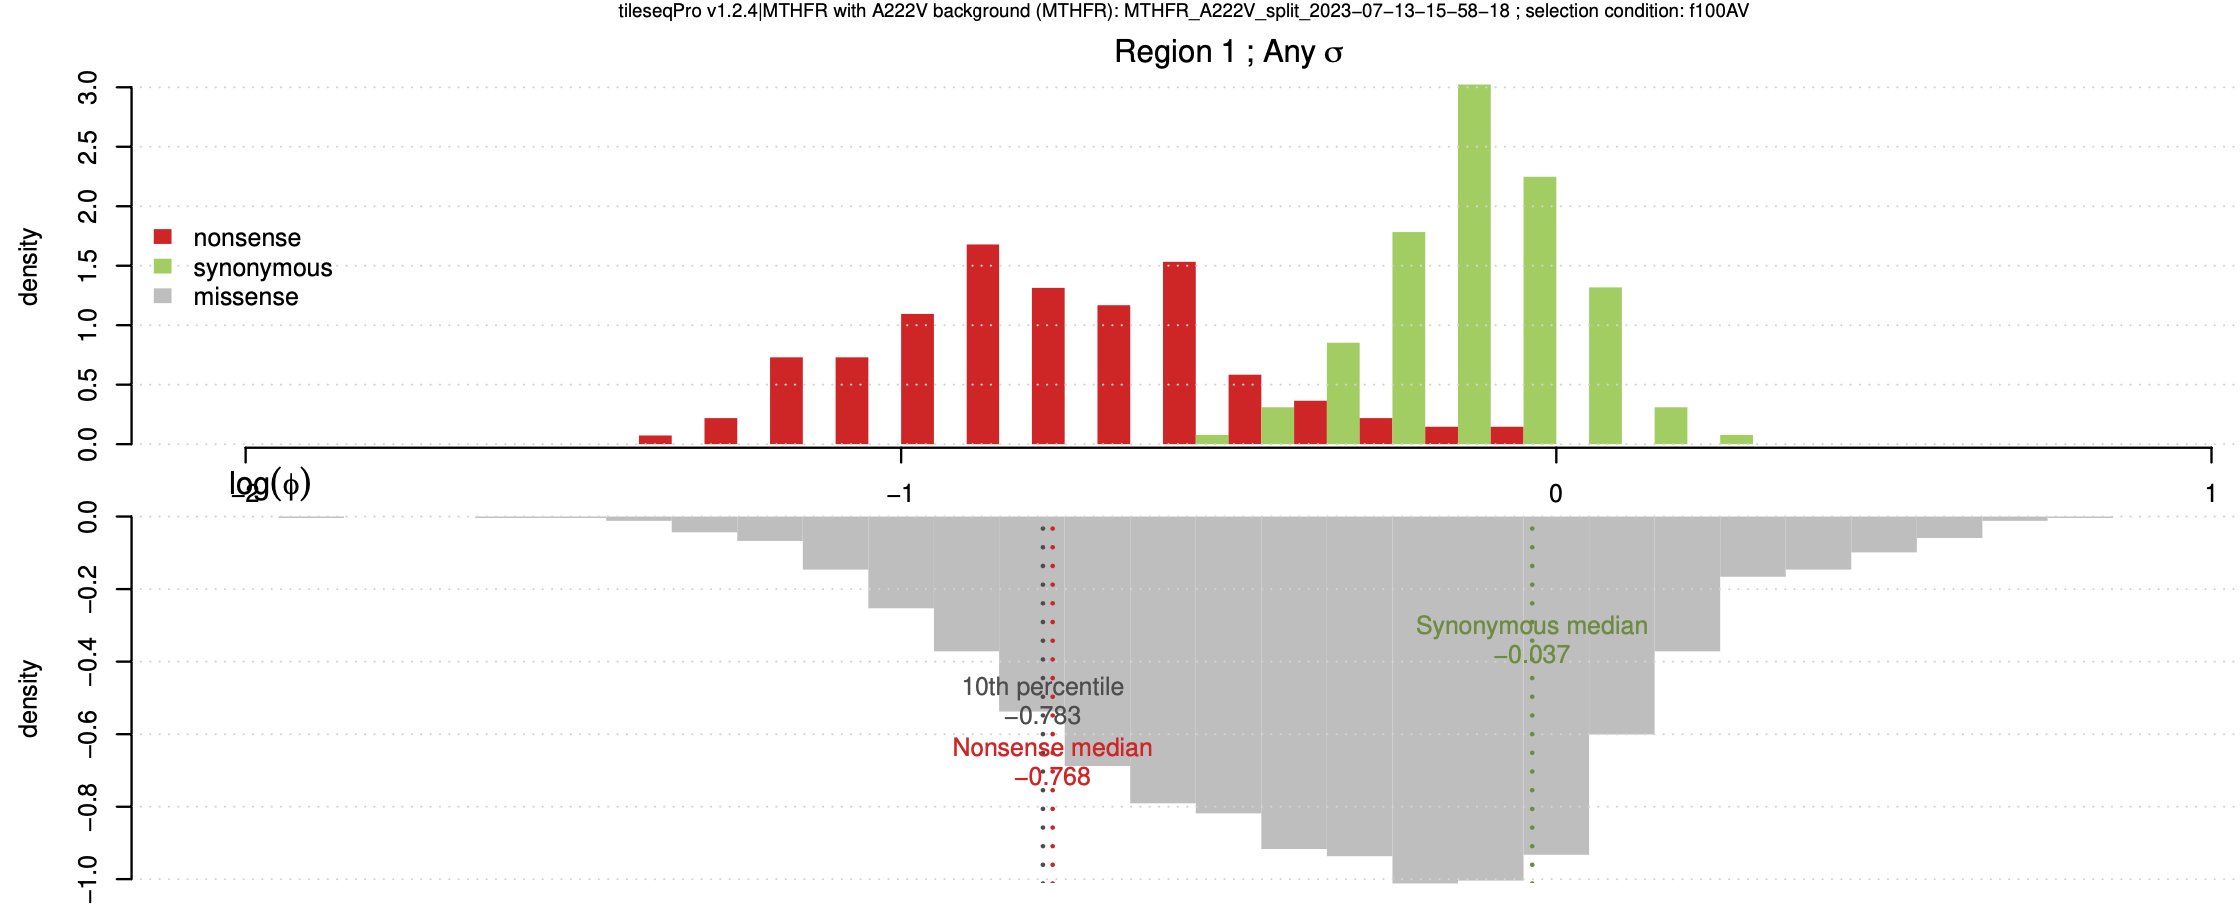 tileseqPro v1.2.4|MTHFR with A222V background (MTHFR): MTHFR_A222V_split_2023−07−13−15−58−18 ; selection condition: f100AV
Region 1 ; Any σ
density
3.0
2.5
2.0
1.5
1.0
0.5
0.0
nonsense
synonymous
missense
log(ϕ)
−2
−1
0
1
density
0.0
−0.2
−0.4
−0.6
−0.8
−1.0
Synonymous median
−0.037
10th percentile
−0.783
Nonsense median
−0.768